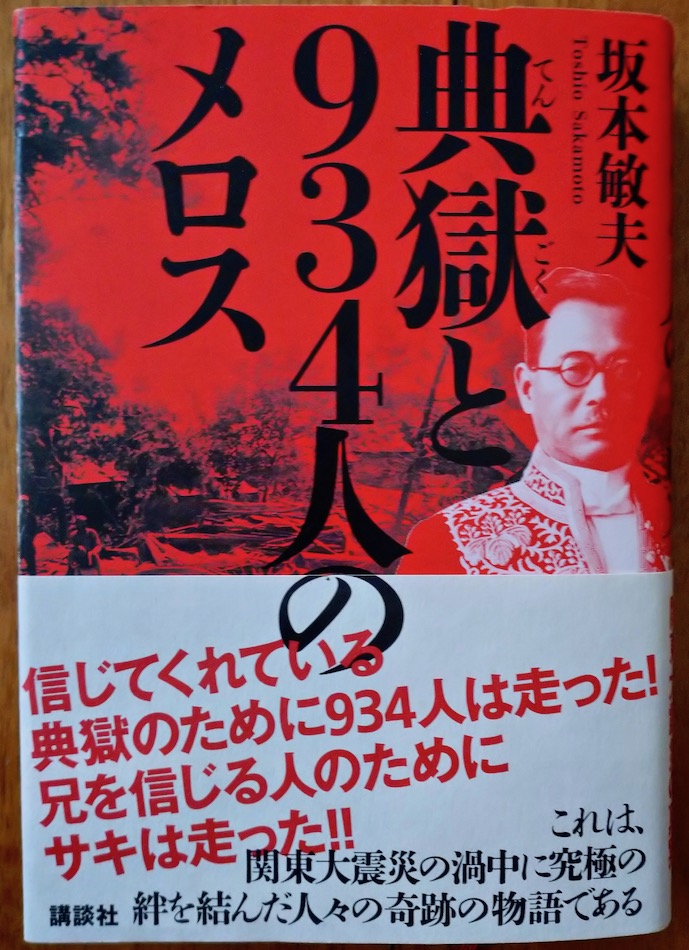 坂本敏夫
Toshio Sakamoto
典獄と
てんごく
934人の
メロス
信じてくれている
典獄のために934人は走った!
兄を信じる人のために
サキは走った!!
これは、
関東大震災の渦中に究極の
絆を結んだ人々の奇跡の物語である
講談社